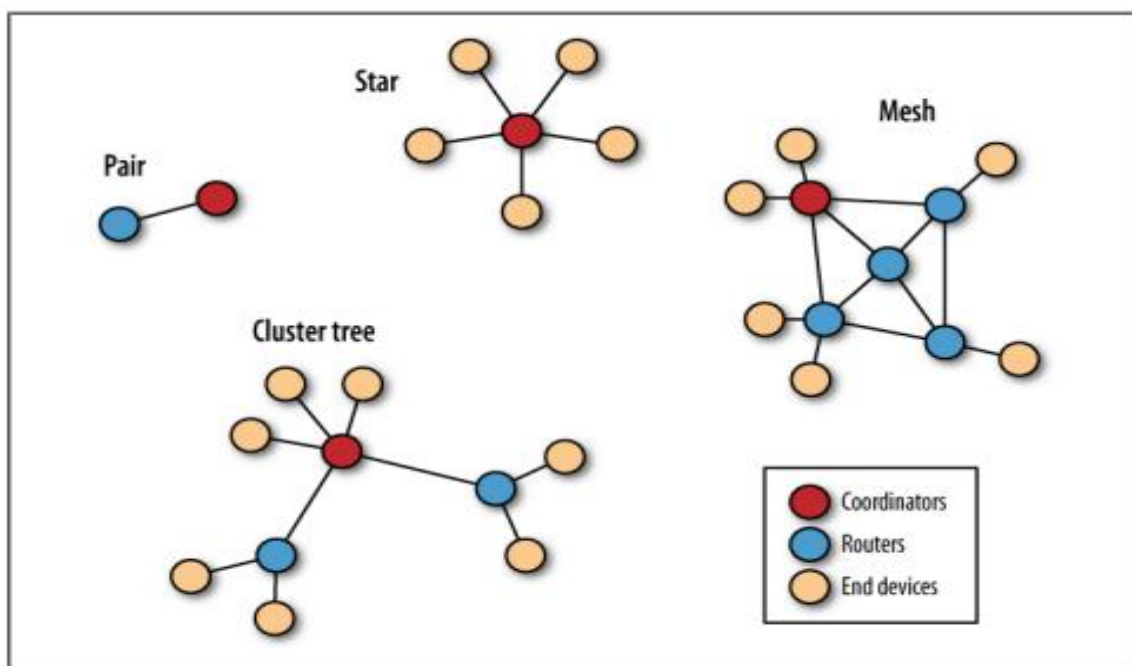 Star
Mesh
Pair
Cluster tree
Coordinators
Routers
End devices